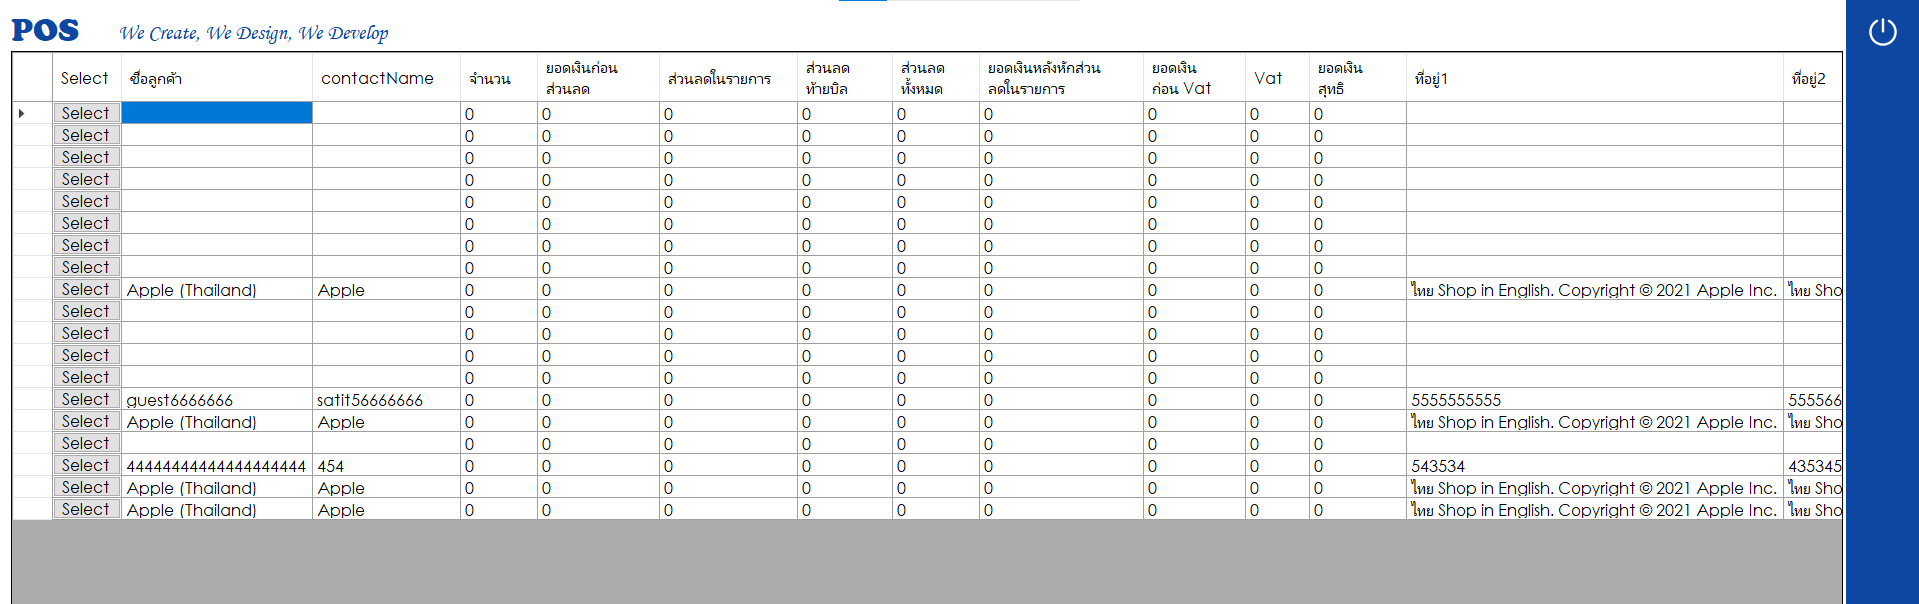 POS We Create, We Design, We Develop
Select ชื่อลูกค้า contactName จำนวน ยอดเงินก่อนส่วนลด ส่วนลดในรายการ ส่วนลดท้ายบิล ส่วนลดทั้งหมด ยอดเงินหลังหักส่วนลดในรายการ ยอดเงินก่อน Vat Vat ยอดเงินสุทธิ ที่อยู่1 ที่อยู่2
Select 0 0 0 0 0 0 0 0 0
Select 0 0 0 0 0 0 0 0 0
Select 0 0 0 0 0 0 0 0 0
Select 0 0 0 0 0 0 0 0 0
Select 0 0 0 0 0 0 0 0 0
Select 0 0 0 0 0 0 0 0 0
Select 0 0 0 0 0 0 0 0 0
Select 0 0 0 0 0 0 0 0 0
Select Apple (Thailand) Apple 0 0 0 0 0 0 0 0 0 ไทย Shop in English. Copyright © 2021 Apple Inc. ไทย Sho
Select 0 0 0 0 0 0 0 0 0
Select 0 0 0 0 0 0 0 0 0
Select 0 0 0 0 0 0 0 0 0
Select 0 0 0 0 0 0 0 0 0
Select guest6666666 satit56666666 0 0 0 0 0 0 0 0 0 5555555555 555566
Select Apple (Thailand) Apple 0 0 0 0 0 0 0 0 0 ไทย Shop in English. Copyright © 2021 Apple Inc. ไทย Sho
Select 0 0 0 0 0 0 0 0 0
Select 44444444444444444444 454 0 0 0 0 0 0 0 0 0 543534 435345
Select Apple (Thailand) Apple 0 0 0 0 0 0 0 0 0 ไทย Shop in English. Copyright © 2021 Apple Inc. ไทย Sho
Select Apple (Thailand) Apple 0 0 0 0 0 0 0 0 0 ไทย Shop in English. Copyright © 2021 Apple Inc. ไทย Sho